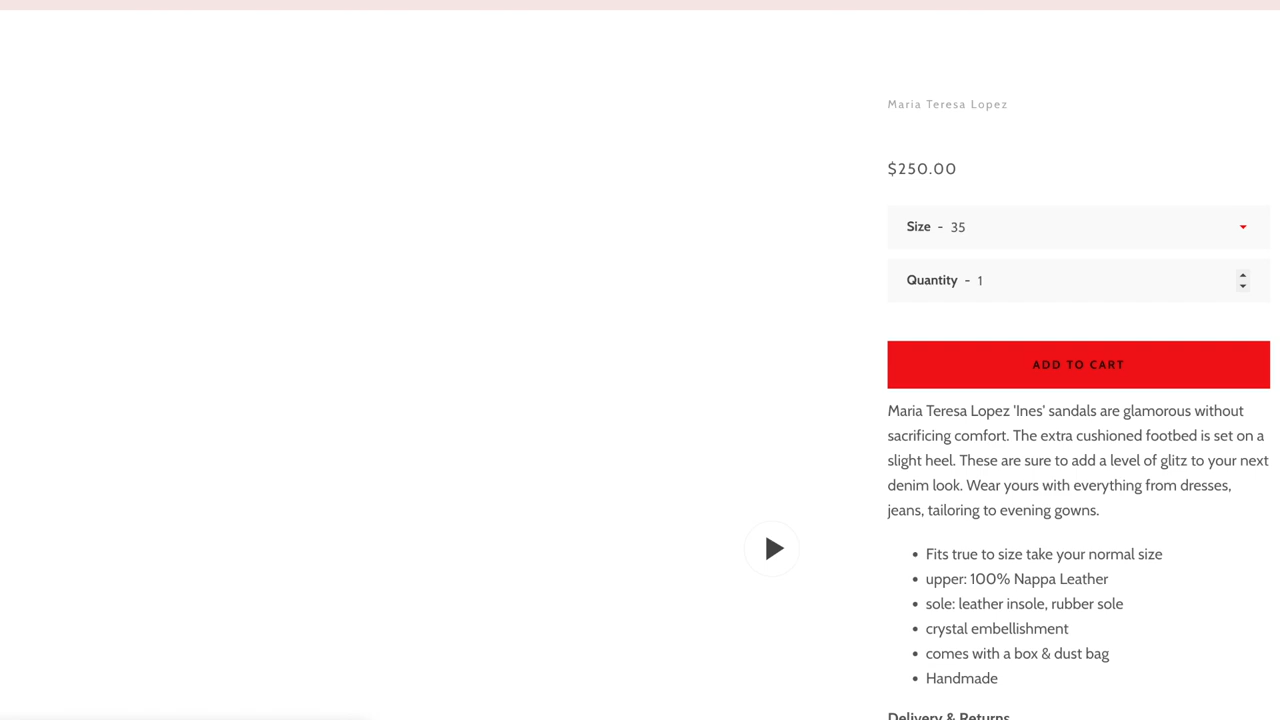 Maria Teresa Lopez
$250.00
Size - 35
Quantity - 1
ADD TO CART
Maria Teresa Lopez 'Ines' sandals are glamorous without
sacrificing comfort. The extra cushioned footbed is set on a
slight heel. These are sure to add a level of glitz to your next
denim look. Wear yours with everything from dresses,
jeans, tailoring to evening gowns.
• Fits true to size take your normal size
• upper: 100% Nappa Leather
• sole: leather insole, rubber sole
• crystal embellishment
• comes with a box & dust bag
• Handmade
Delivery & Returns